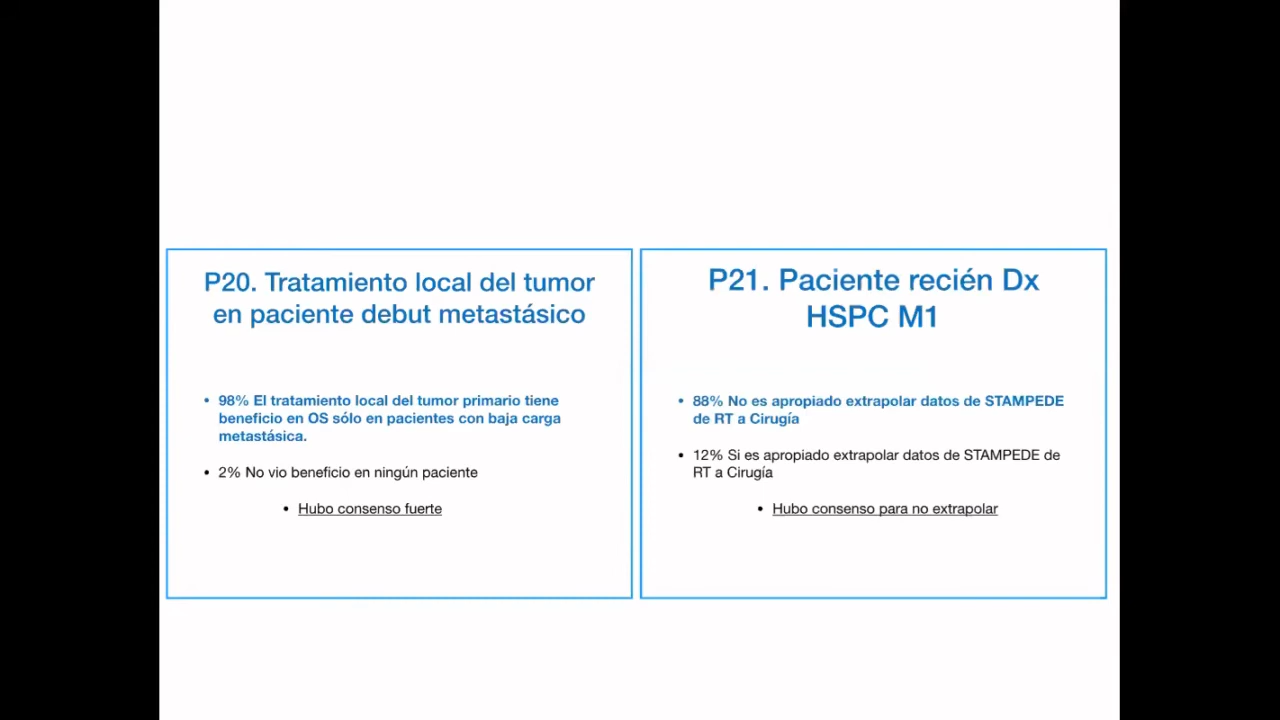 P20. Tratamiento local del tumor
en paciente debut metastásico
• 98% El tratamiento local del tumor primario tiene
beneficio en OS sólo en pacientes con baja carga
metastásica.
• 2% No vio beneficio en ningún paciente
• Hubo consenso fuerte
P21. Paciente recién Dx
HSPC M1
• 88% No es apropiado extrapolar datos de STAMPEDE
de RT a Cirugía
• 12% Si es apropiado extrapolar datos de STAMPEDE de
RT a Cirugía
• Hubo consenso para no extrapolar